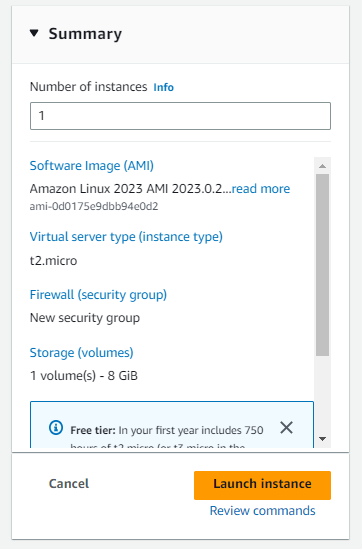 Summary
Number of instances Info
1
Software Image (AMI)
Amazon Linux 2023 AMI 2023.0.2...read more
ami-0d0175e9dbb94e0d2
Virtual server type (instance type)
t2.micro
Firewall (security group)
New security group
Storage (volumes)
1 volume(s) - 8 GiB
Free tier: In your first year includes 750
hours of t2.micro (or t3.micro in the
Cancel
Launch instance
Review commands